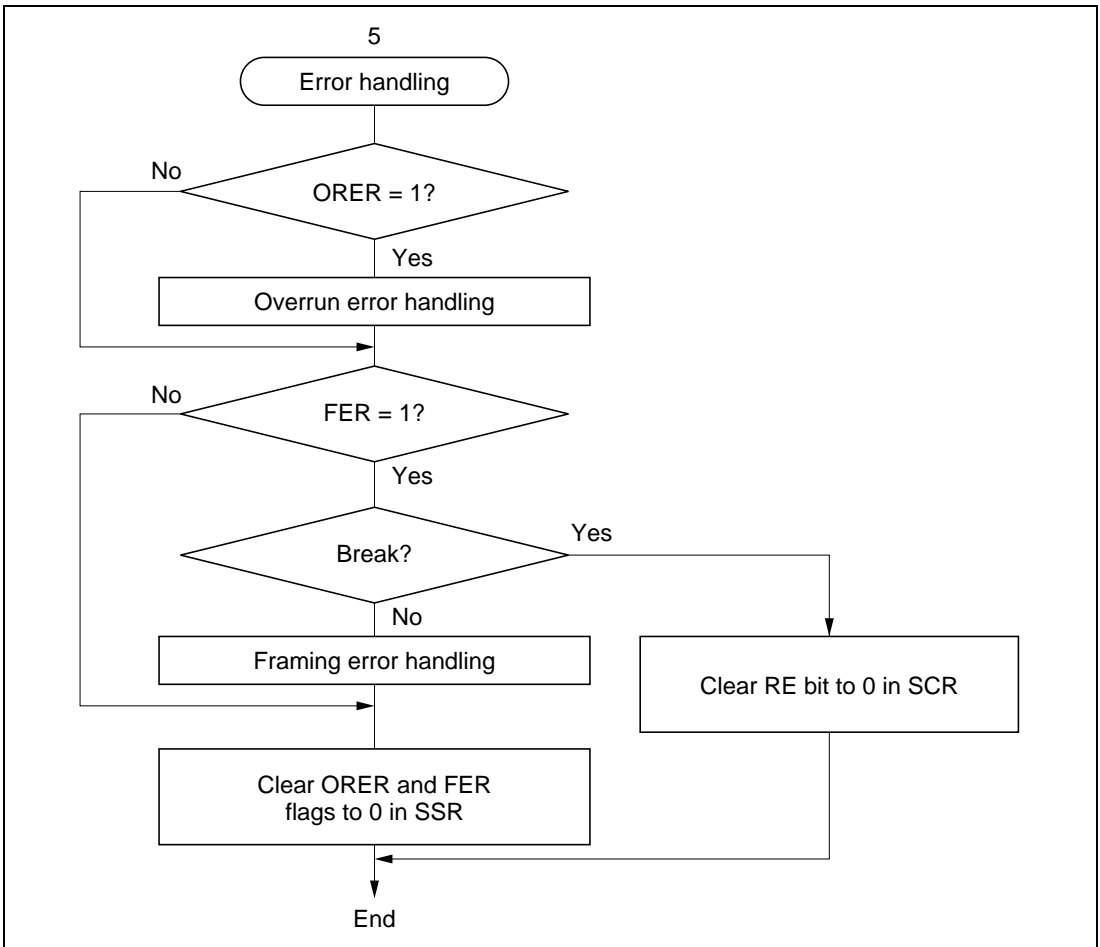 5
Error handling
No
ORER = 1?
Yes
Overrun error handling
No
FER = 1?
Yes
Break?
Yes
No
Framing error handling
Clear RE bit to 0 in SCR
Clear ORER and FER
flags to 0 in SSR
End